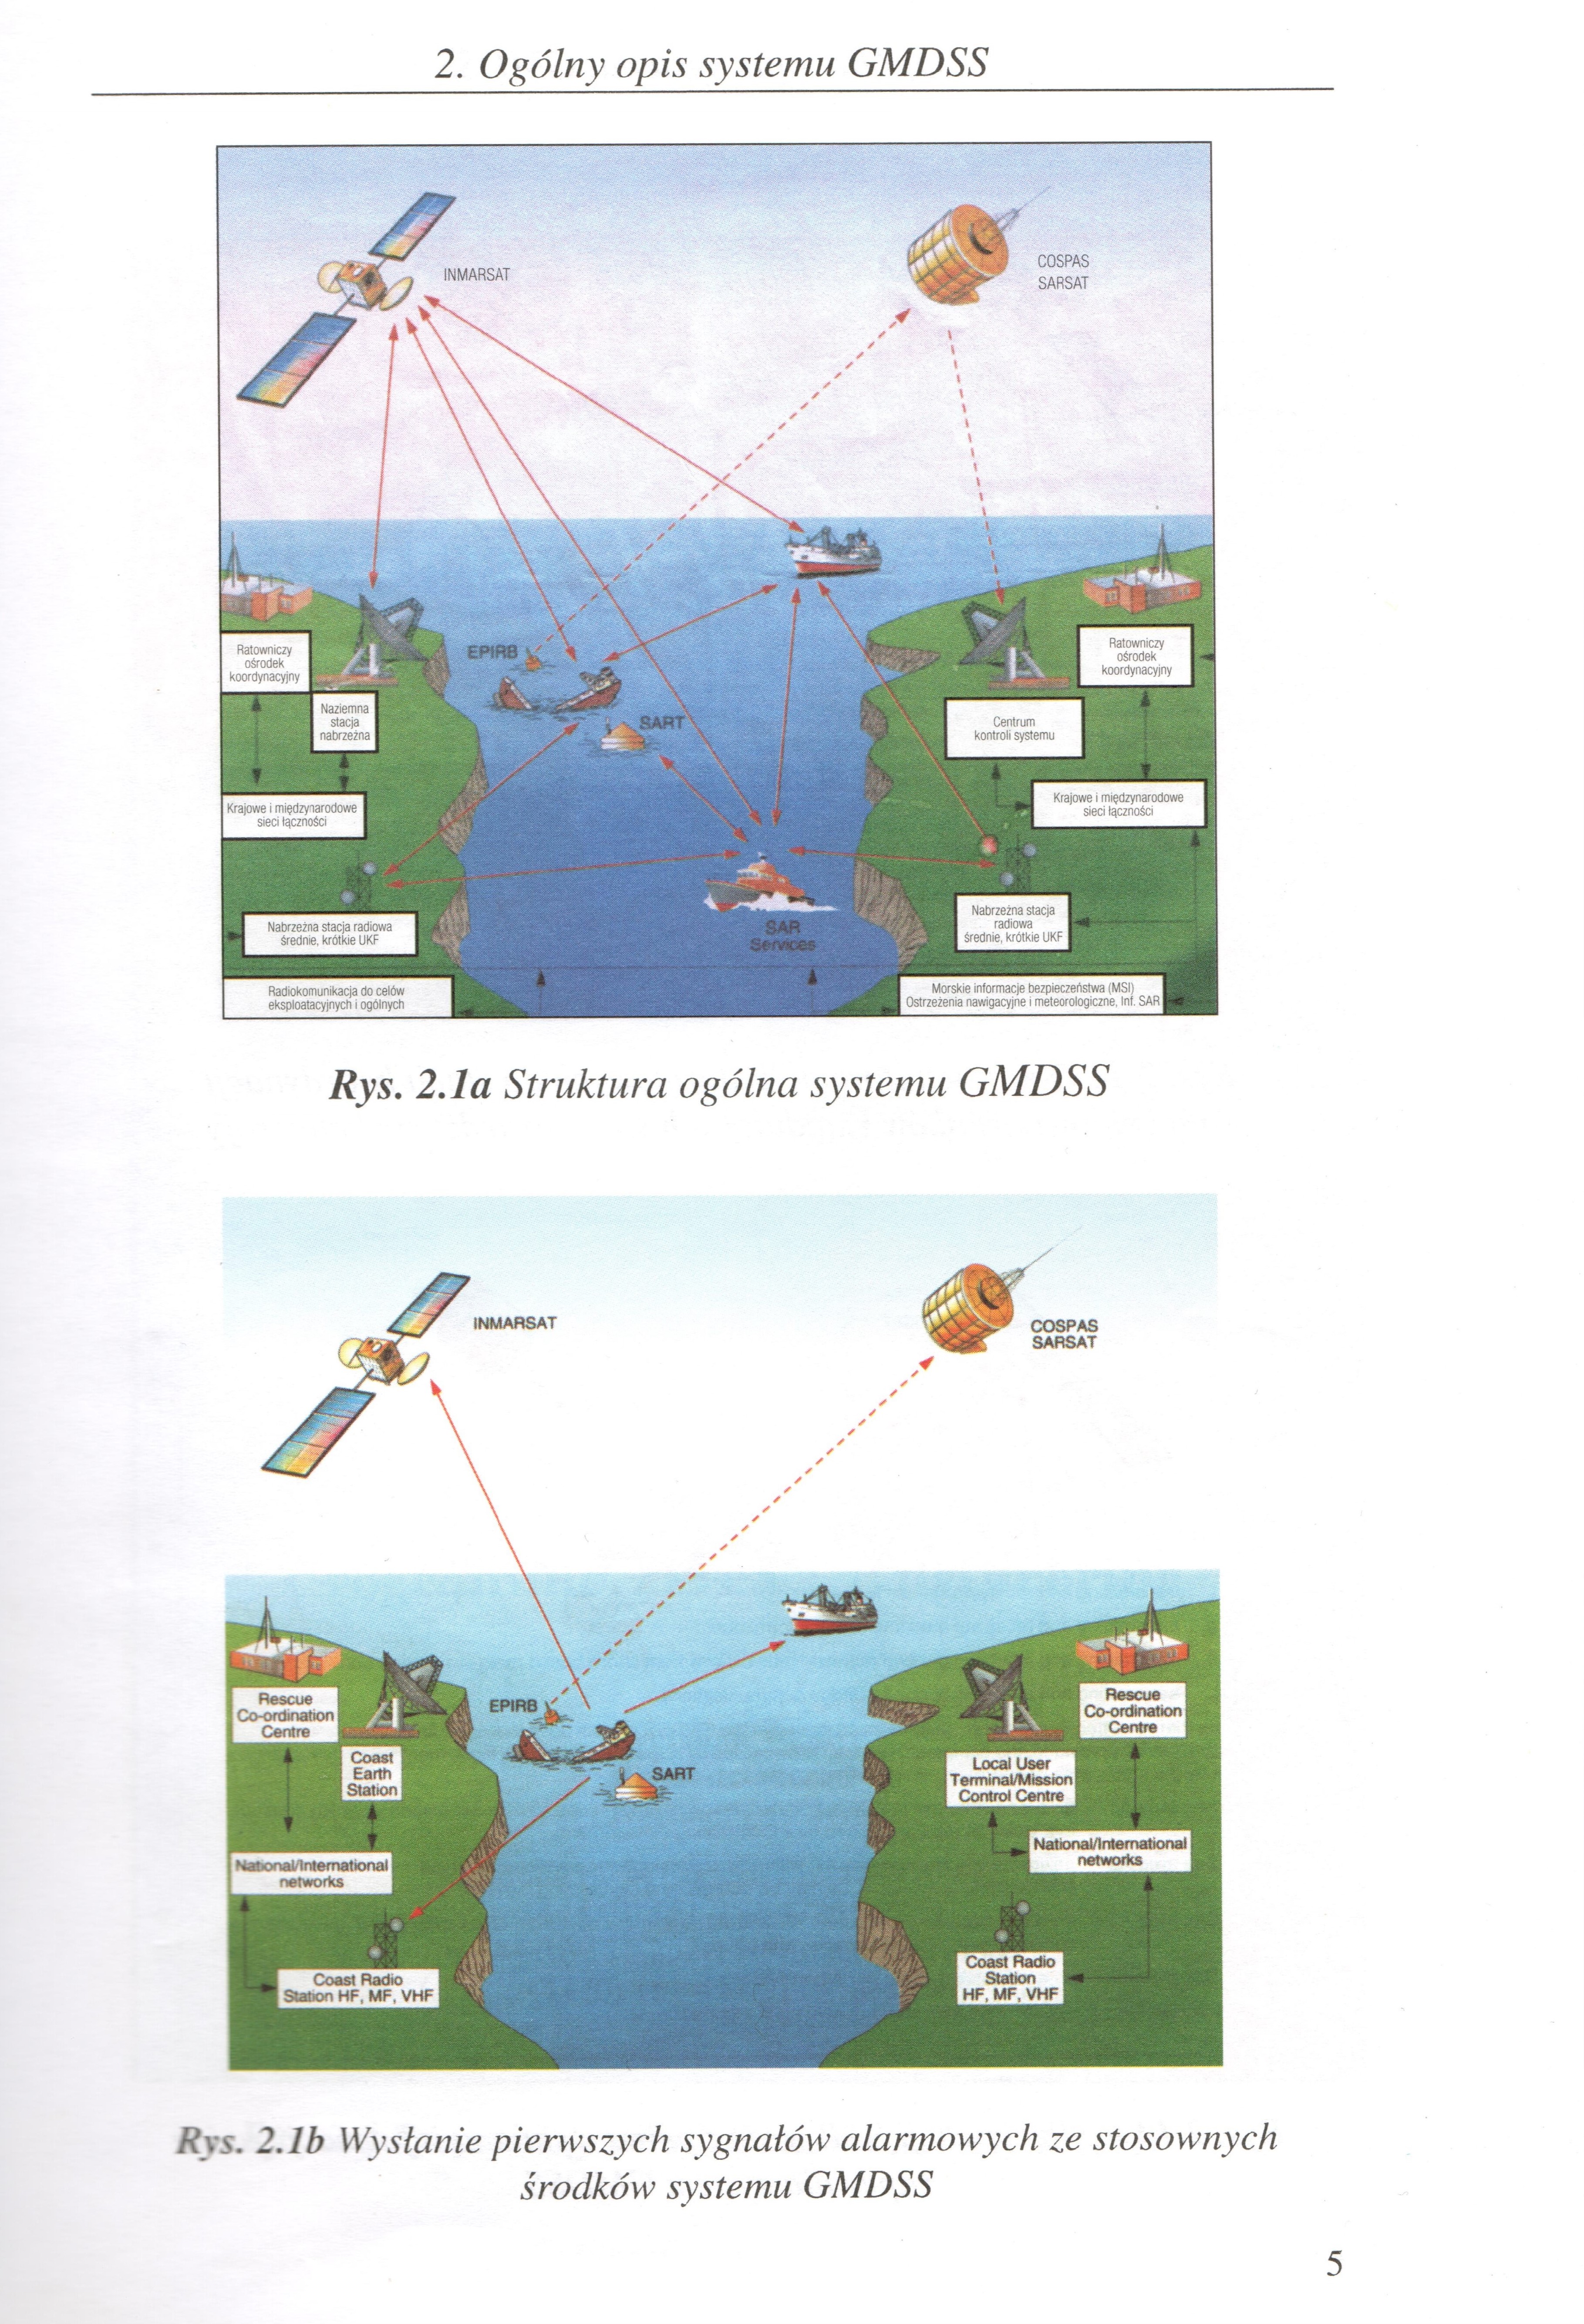 2. Ogólny opis systemu GMDSS
INMARSAT
COSPAS
SARSAT
EPIRB
SART
Ratowniczy
ośrodek
koordynacyjny
Naziemna
stacja
nabrzeżna
Krajowe i międzynarodowe
sieci łączności
Nabrzeżna stacja radiowa
średnie, krótkie UKF
Radiokomunikacja do celów
eksploatacyjnych i ogólnych
SAR
Services
Ratowniczy
ośrodek
koordynacyjny
Centrum
kontroli systemu
Krajowe i międzynarodowe
sieci łączności
Nabrzeżna stacja
radiowa
średnie, krótkie UKF
Morskie informacje bezpieczeństwa (MSI)
Ostrzeżenia nawigacyjne i meteorologiczne, Inf. SAR
Rys. 2.1a Struktura ogólna systemu GMDSS
INMARSAT
COSPAS
SARSAT
EPIRB
SART
Rescue
Co-ordination
Centre
Coast
Earth
Station
National/International
networks
Coast Radio
Station HF, MF, VHF
Rescue
Co-ordination
Centre
Local User
Terminal/Mission
Control Centre
National/International
networks
Coast Radio
Station
HF, MF, VHF
Rys. 2.1b Wysłanie pierwszych sygnałów alarmowych ze stosownych
środków systemu GMDSS
5